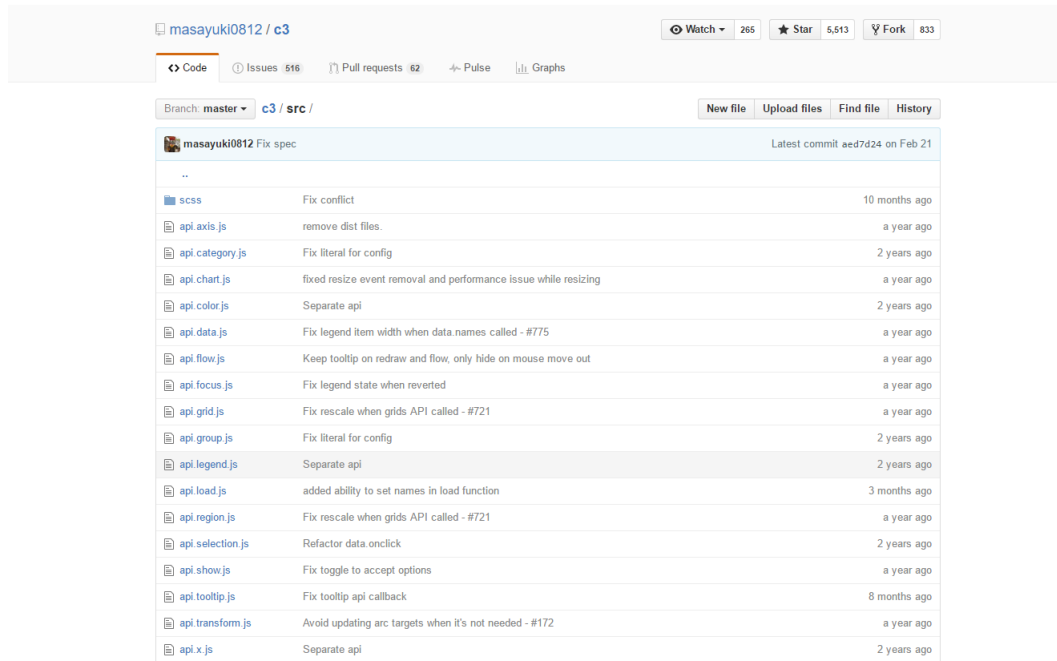 masayuki0812 / c3 Watch 265 Star 5,513 Fork 833
Code Issues 516 Pull requests 62 Pulse Graphs
Branch: master c3 / src / New file Upload files Find file History
masayuki0812 Fix spec Latest commit aed7d24 on Feb 21
..
scss Fix conflict 10 months ago
api.axis.js remove dist files. a year ago
api.category.js Fix literal for config 2 years ago
api.chart.js fixed resize event removal and performance issue while resizing a year ago
api.color.js Separate api 2 years ago
api.data.js Fix legend item width when data.names called - #775 a year ago
api.flow.js Keep tooltip on redraw and flow, only hide on mouse move out a year ago
api.focus.js Fix legend state when reverted a year ago
api.grid.js Fix rescale when grids API called - #721 a year ago
api.group.js Fix literal for config 2 years ago
api.legend.js Separate api 2 years ago
api.load.js added ability to set names in load function 3 months ago
api.region.js Fix rescale when grids API called - #721 a year ago
api.selection.js Refactor data.onclick 2 years ago
api.show.js Fix toggle to accept options a year ago
api.tooltip.js Fix tooltip api callback 8 months ago
api.transform.js Avoid updating arc targets when it's not needed - #172 a year ago
api.x.js Separate api 2 years ago